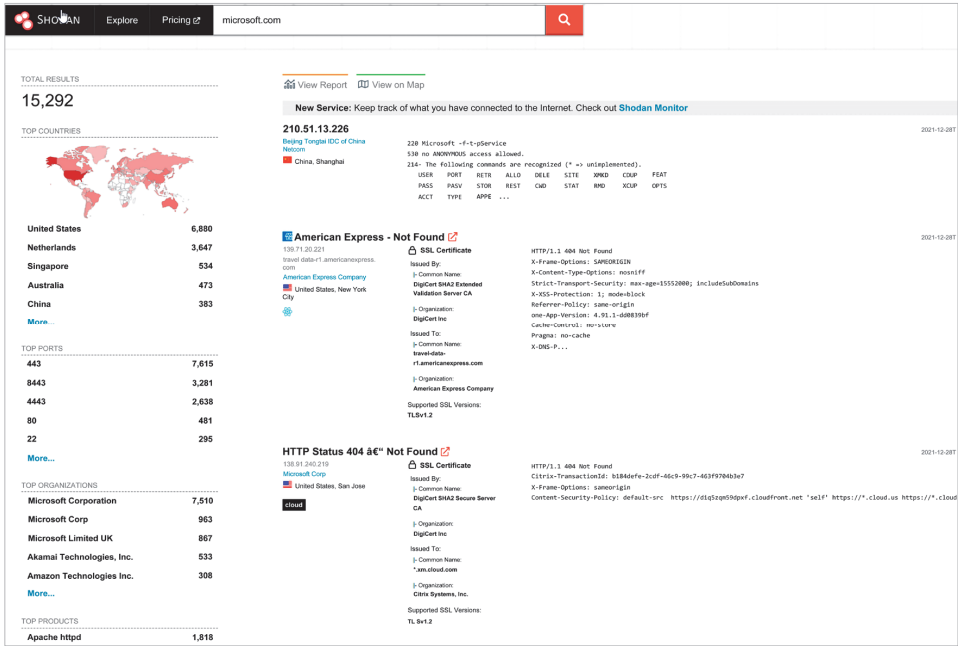 SHODAN Explore Pricing microsoft.com
TOTAL RESULTS
15,292
TOP COUNTRIES
United States 6,880
Netherlands 3,647
Singapore 534
Australia 473
China 383
More...
TOP PORTS
443 7,615
8443 3,281
4443 2,638
80 481
22 295
More...
TOP ORGANIZATIONS
Microsoft Corporation 7,510
Microsoft Corp 963
Microsoft Limited UK 867
Akamai Technologies, Inc. 533
Amazon Technologies Inc. 308
More...
TOP PRODUCTS
Apache httpd 1,818
View Report View on Map
New Service: Keep track of what you have connected to the Internet. Check out Shodan Monitor
210.51.13.226
2021-12-28T
Beijing Tongtai IDC of China
Netcom
China, Shanghai
220 Microsoft -f-t-pService
530 no ANONYMOUS access allowed.
214- The following commands are recognized (* => unimplemented).
USER PORT RETR ALLO DELE SITE XMKD CDUP FEAT
PASS PASV STOR REST CWD STAT RMD XCUP OPTS
ACCT TYPE APPE ...
American Express - Not Found
2021-12-28T
139.71.20.221
travel data-r1.americanexpress.
com
American Express Company
United States, New York
City
SSL Certificate
Issued By:
|- Common Name:
DigiCert SHA2 Extended
Validation Server CA
|- Organization:
DigiCert Inc
Issued To:
|- Common Name:
travel-data-
r1.americanexpress.com
|- Organization:
American Express Company
Supported SSL Versions:
TLSv1.2
HTTP/1.1 404 Not Found
X-Frame-Options: SAMEORIGIN
X-Content-Type-Options: nosniff
Strict-Transport-Security: max-age=15552000; includeSubDomains
X-XSS-Protection: 1; mode=block
Referrer-Policy: same-origin
one-App-Version: 4.91.1-dd0839bf
Cache-Control: no-store
Pragma: no-cache
X-DNS-P...
HTTP Status 404 â€“ Not Found
2021-12-28T
138.91.240.219
Microsoft Corp
United States, San Jose
cloud
SSL Certificate
Issued By:
|- Common Name:
DigiCert SHA2 Secure Server
CA
|- Organization:
DigiCert Inc
Issued To:
|- Common Name:
*.xm.cloud.com
|- Organization:
Citrix Systems, Inc.
Supported SSL Versions:
TL Sv1.2
HTTP/1.1 404 Not Found
Citrix-TransactionId: b184defe-2cdf-46c9-99c7-463f9704b3e7
X-Frame-Options: sameorigin
Content-Security-Policy: default-src https://diq5zqm59dpxf.cloudfront.net 'self' https://*.cloud.us https://*.cloud